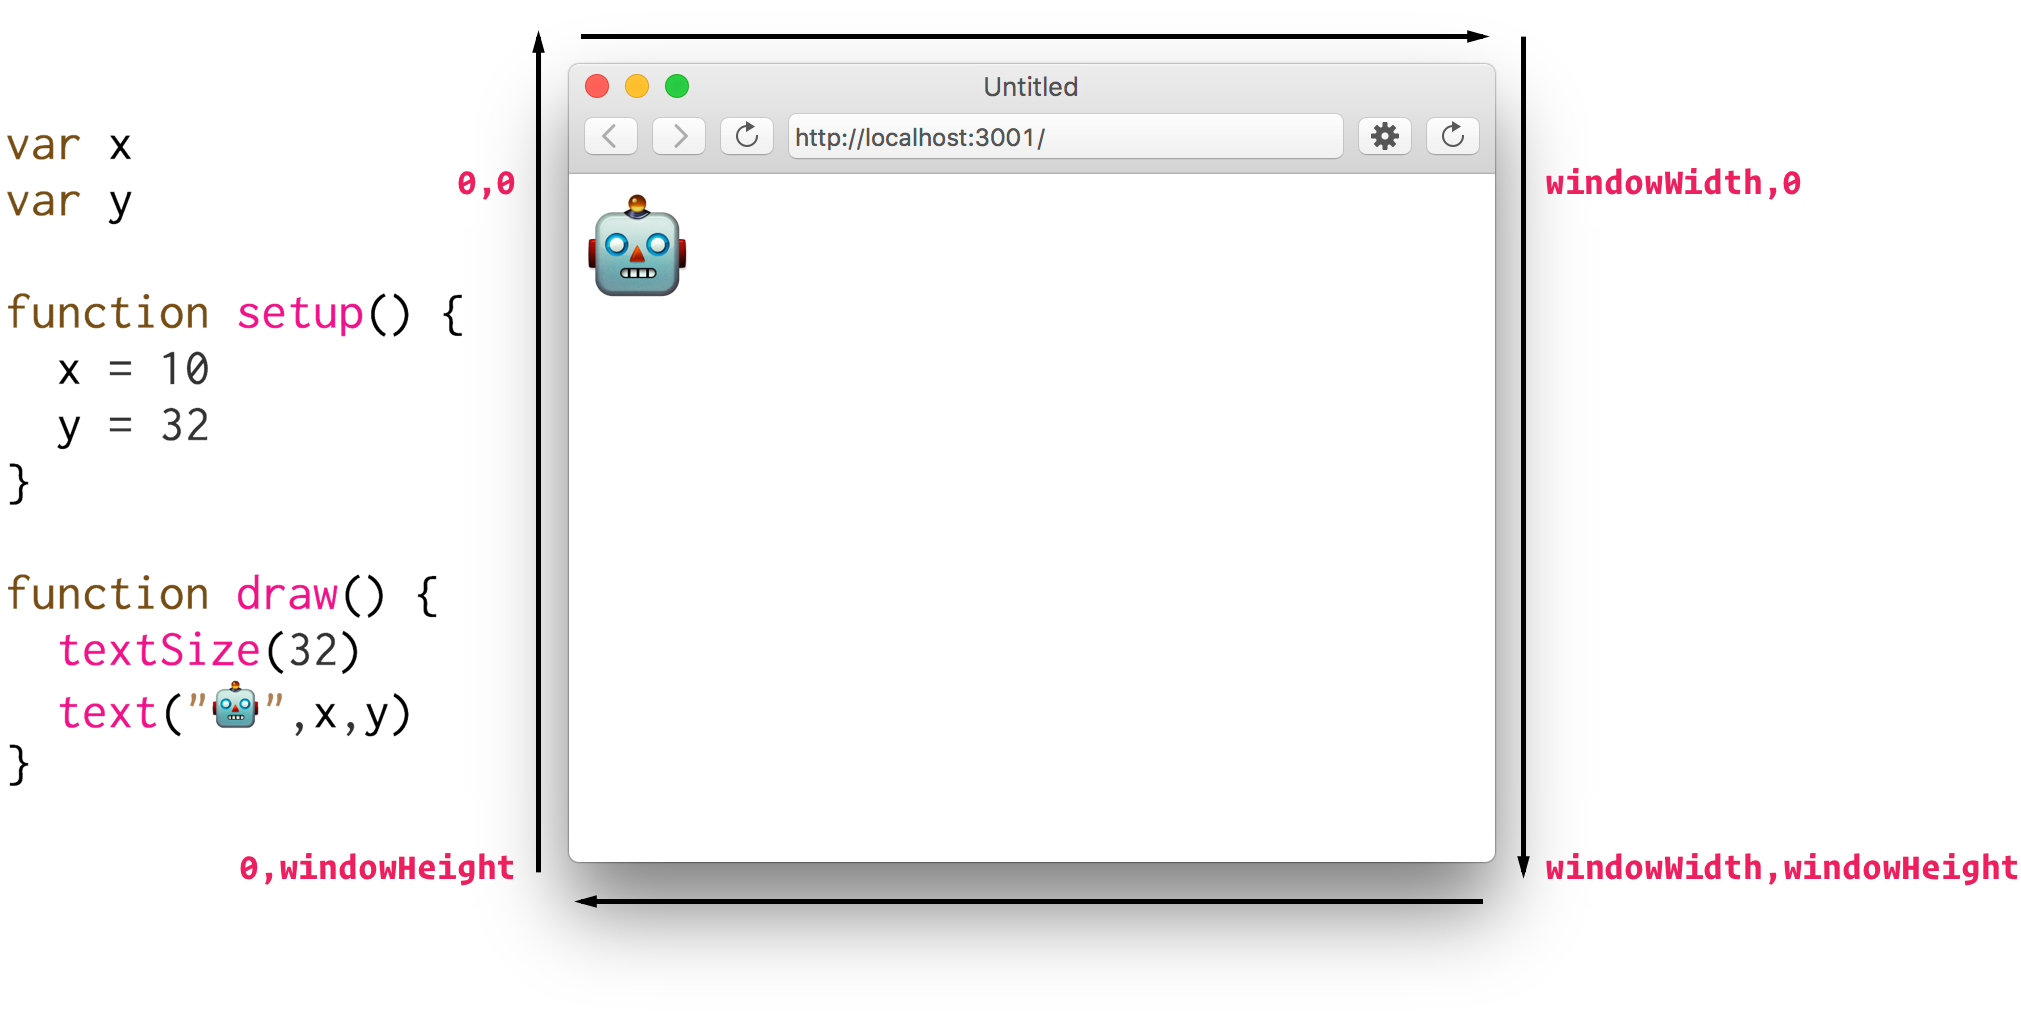 var x
var y
function setup() {
  x = 10
  y = 32
}
function draw() {
  textSize(32)
  text("🤖",x,y)
}
0,0
0,windowHeight
Untitled
http://localhost:3001/
windowWidth,0
windowWidth,windowHeight